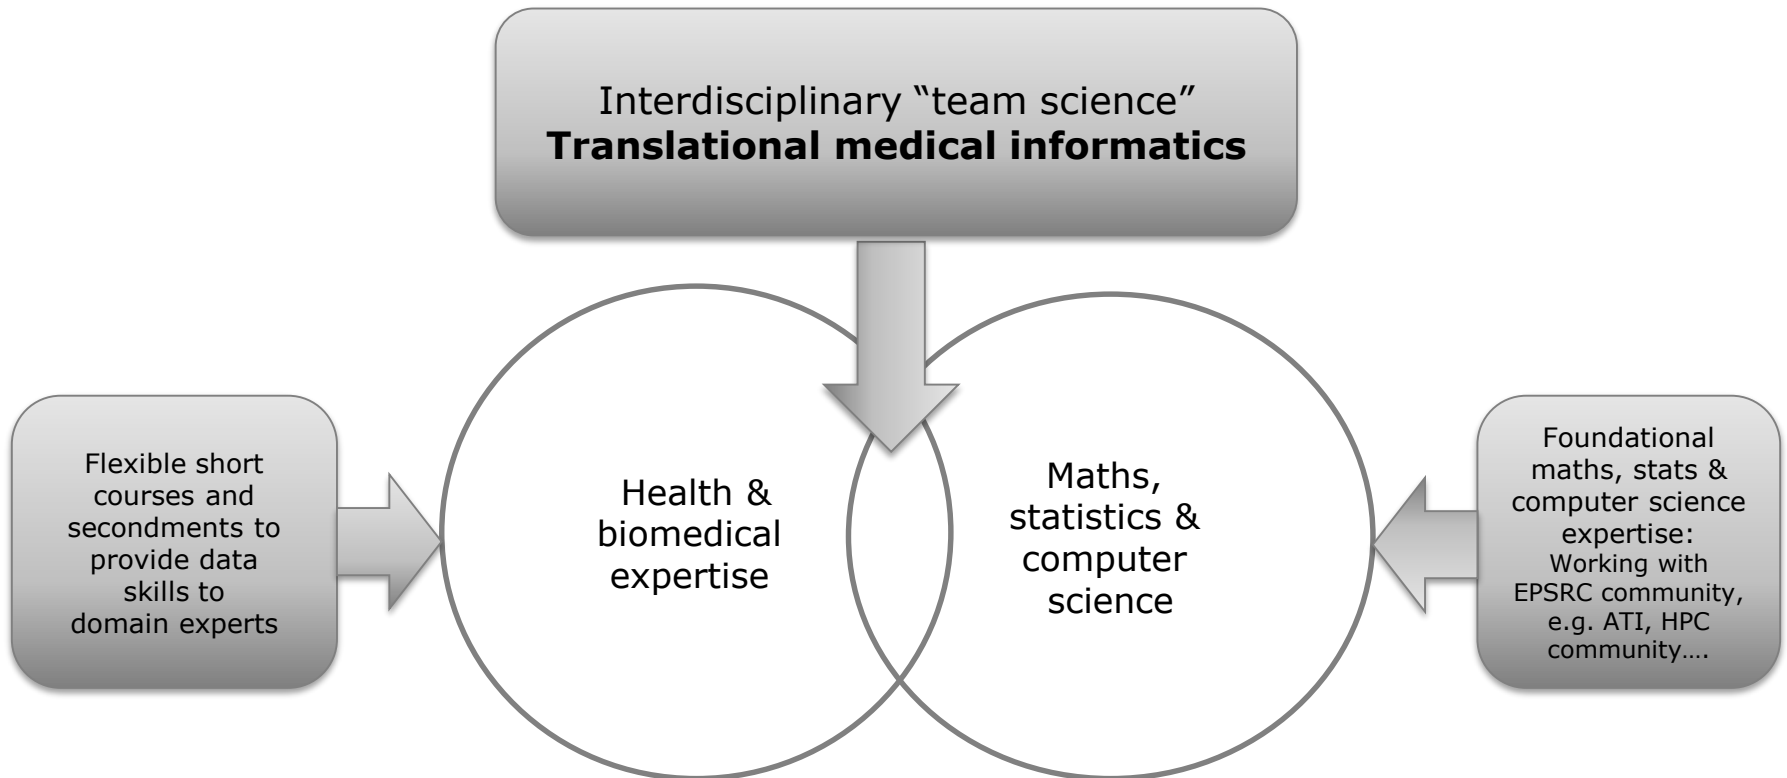 Interdisciplinary “team science”
Translational medical informatics
Flexible short
courses and
secondments to
provide data
skills to
domain experts
Health &
biomedical
expertise
Maths,
statistics &
computer
science
Foundational
maths, stats &
computer science
expertise:
Working with
EPSRC community,
e.g. ATI, HPC
community….